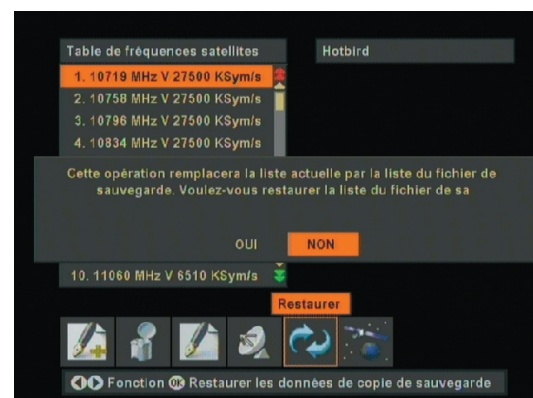 Table de fréquences satellites
Hotbird
1. 10719 MHz V 27500 KSym/s
2. 10758 MHz V 27500 KSym/s
3. 10796 MHz V 27500 KSym/s
4. 10834 MHz V 27500 KSym/s
Cette opération remplacera la liste actuelle par la liste du fichier de
sauvegarde. Voulez-vous restaurer la liste du fichier de sa
OUI
NON
10. 11060 MHz V 6510 KSym/s
Restaurer
Fonction OK Restaurer les données de copie de sauvegarde